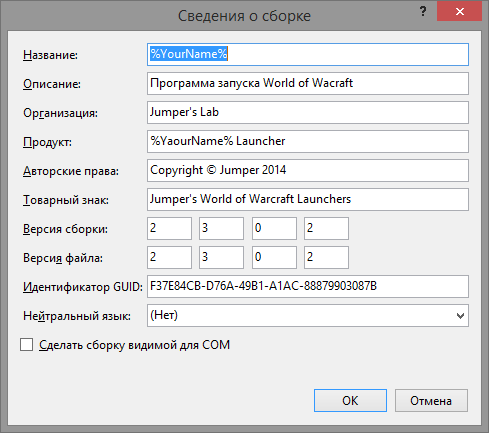 Сведения о сборке
? ×
Название: %YourName%
Описание: Программа запуска World of Wacraft
Организация: Jumper's Lab
Продукт: %YaourName% Launcher
Авторские права: Copyright © Jumper 2014
Товарный знак: Jumper's World of Warcraft Launchers
Версия сборки: 2 3 0 2
Версия файла: 2 3 0 2
Идентификатор GUID: F37E84CB-D76A-49B1-A1AC-88879903087B
Нейтральный язык: (Нет)
Сделать сборку видимой для COM
OK Отмена